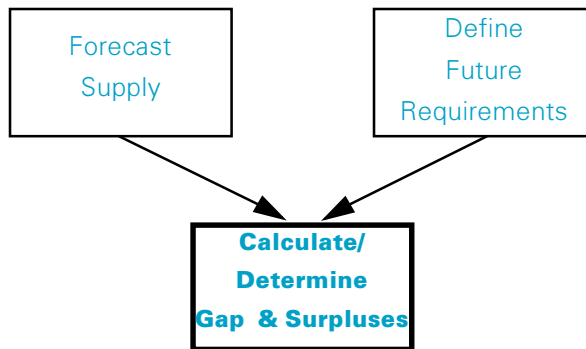 Forecast
Supply
Define
Future
Requirements
Calculate/
Determine
Gap & Surpluses